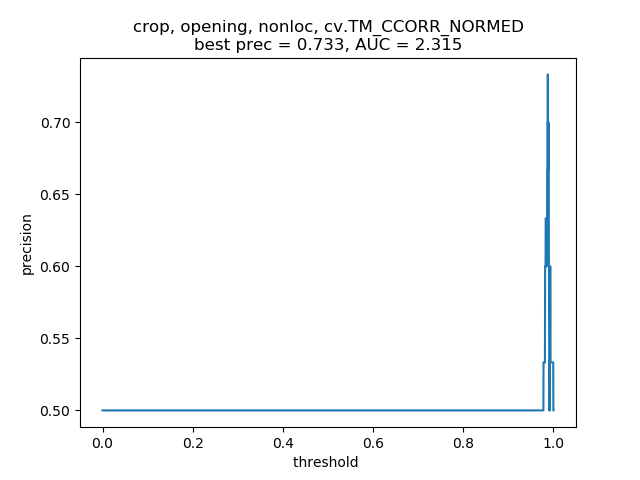 crop, opening, nonloc, cv.TM_CCORR_NORMED
best prec = 0.733, AUC = 2.315
precision
0.70
0.65
0.60
0.55
0.50
0.0 0.2 0.4 0.6 0.8 1.0
threshold